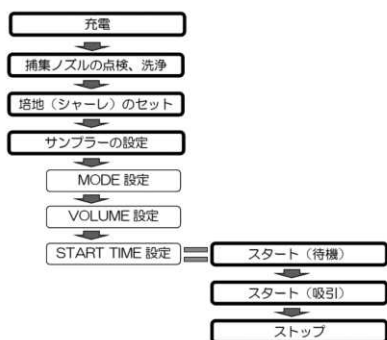 充電
捕集ノズルの点検、洗浄
培地（シャーレ）のセット
サンプラーの設定
MODE 設定
VOLUME 設定
START TIME 設定
スタート（待機）
スタート（吸引）
ストップ